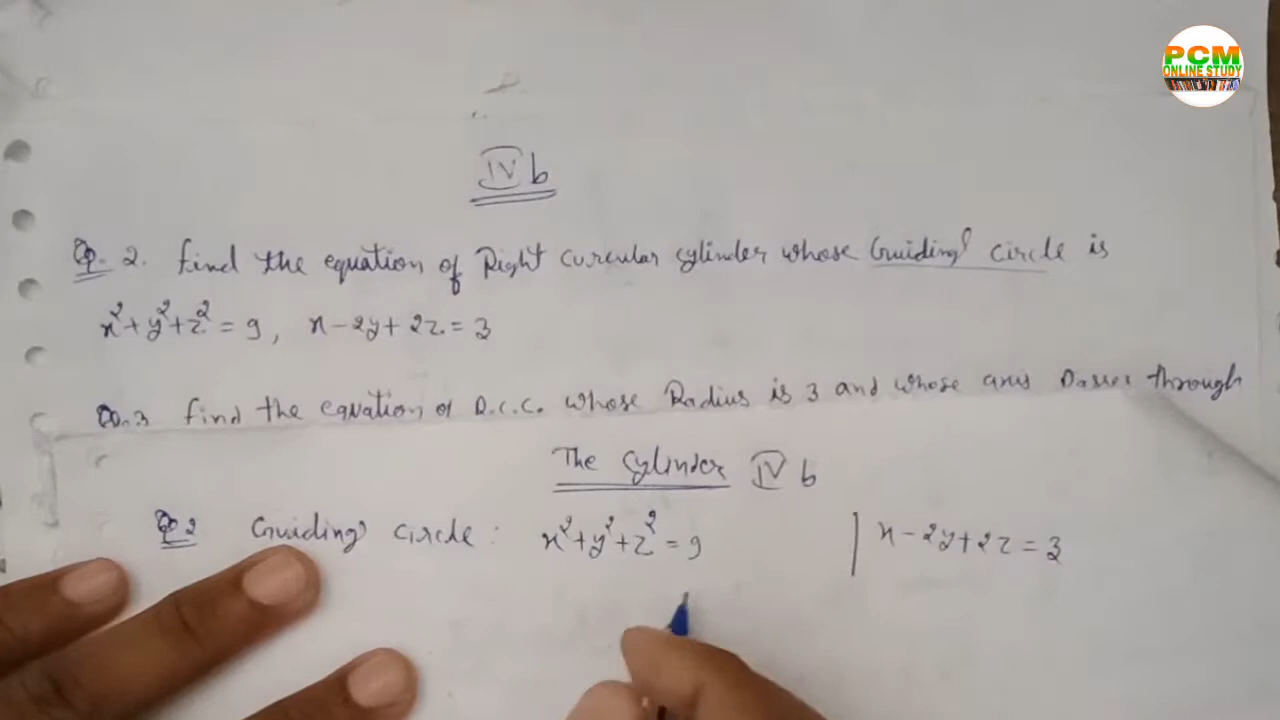 PCM
ONLINE STUDY
IV b
Q. 2. find the equation of Right curcular cylinder whose Guiding circle is
x²+y²+z² = 9, x-2y+2z = 3
Q.3 find the equation of R.C.C. whose Radius is 3 and whose axis Passes through
The Cylinder IV b
Q 2 Guiding Circle: x²+y²+z² = 9 | x-2y+2z = 3